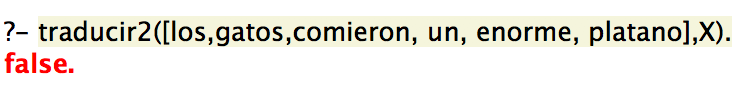 ?- traducir2([los,gatos,comieron, un, enorme, platano],X).
false.